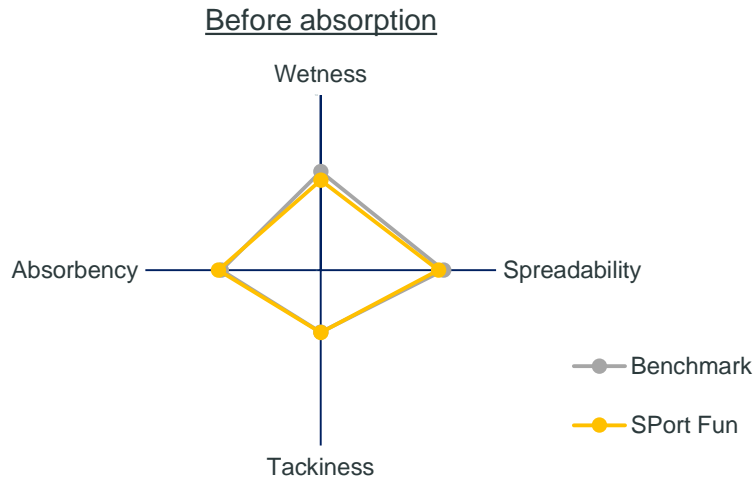 Before absorption
Wetness
Absorbency
Spreadability
Benchmark
SPort Fun
Tackiness